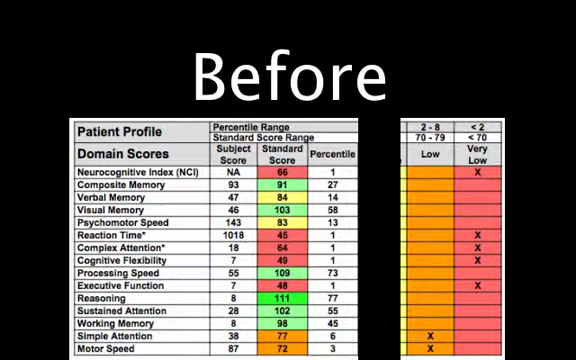 Before
Patient Profile Percentile Range 2 - 8 < 2
Standard Score Range 70 - 79 < 70
Domain Scores Subject Score Standard Score Percentile Low Very Low
Neurocognitive Index (NCI) NA 66 1 X
Composite Memory 93 91 27
Verbal Memory 47 84 14
Visual Memory 46 103 58
Psychomotor Speed 143 83 13
Reaction Time* 1018 45 1 X
Complex Attention* 18 64 1 X
Cognitive Flexibility 7 49 1 X
Processing Speed 55 109 73
Executive Function 7 48 1 X
Reasoning 8 111 77
Sustained Attention 28 102 55
Working Memory 8 98 45
Simple Attention 38 77 6 X
Motor Speed 87 72 3 X